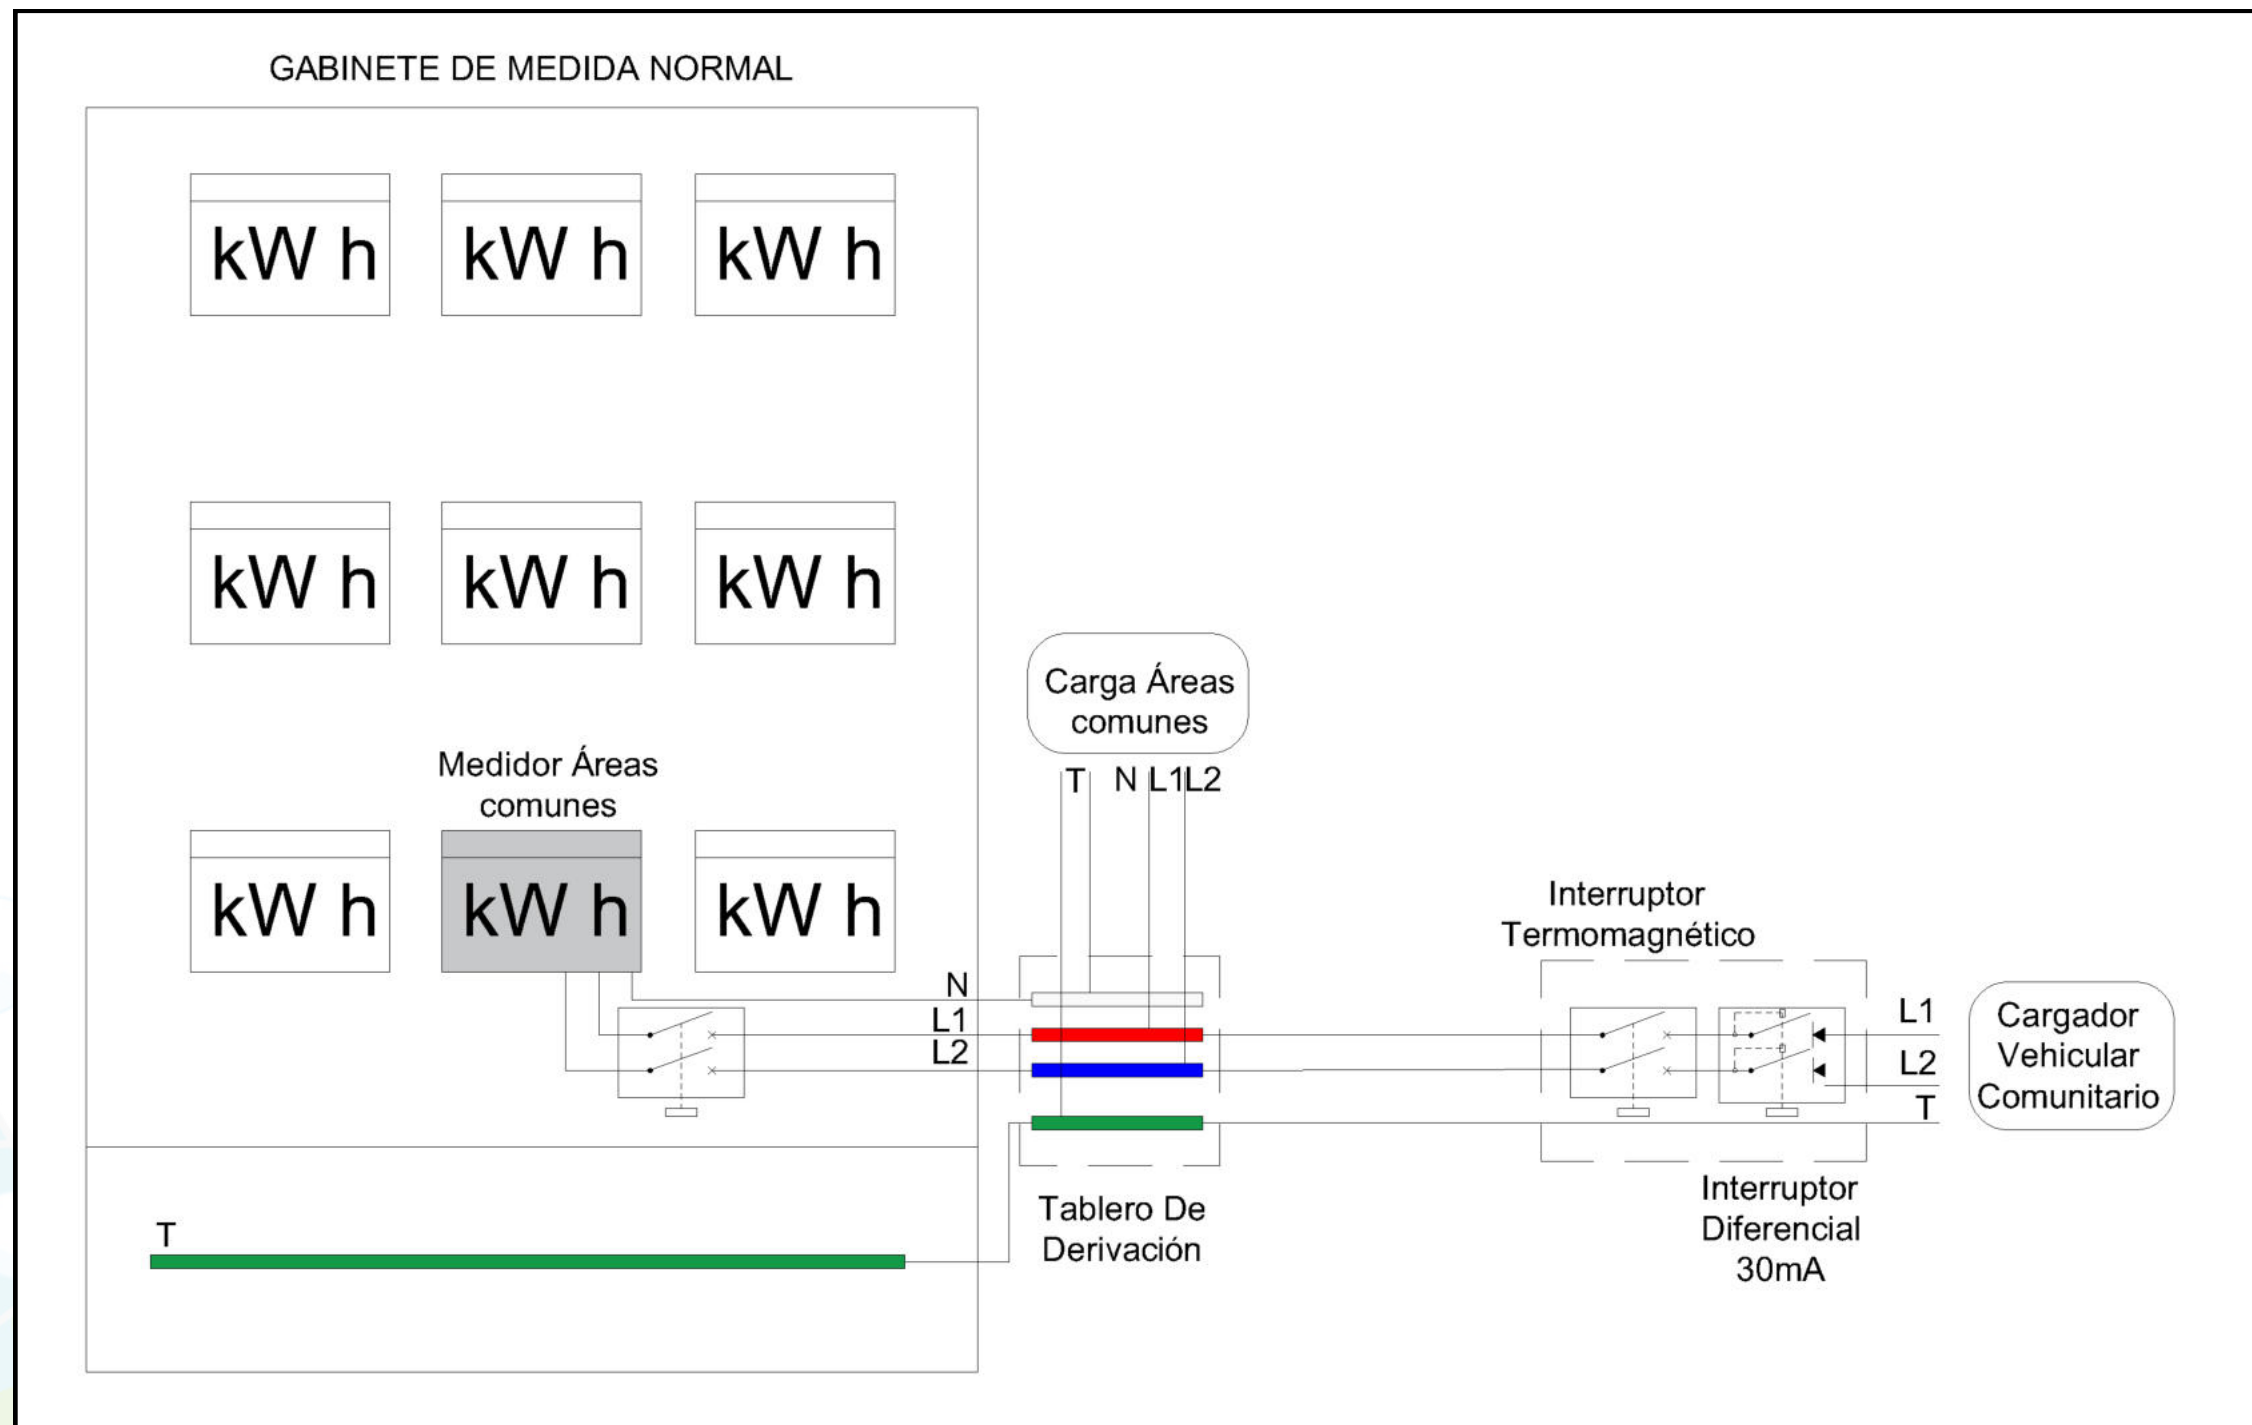 GABINETE DE MEDIDA NORMAL
kW h
kW h
kW h
kW h
kW h
kW h
Medidor Áreas
comunes
kW h
kW h
kW h
N
L1
L2
T
Carga Áreas
comunes
T
N
L1
L2
Tablero De
Derivación
Interruptor
Termomagnético
Interruptor
Diferencial
30mA
L1
L2
T
Cargador
Vehicular
Comunitario